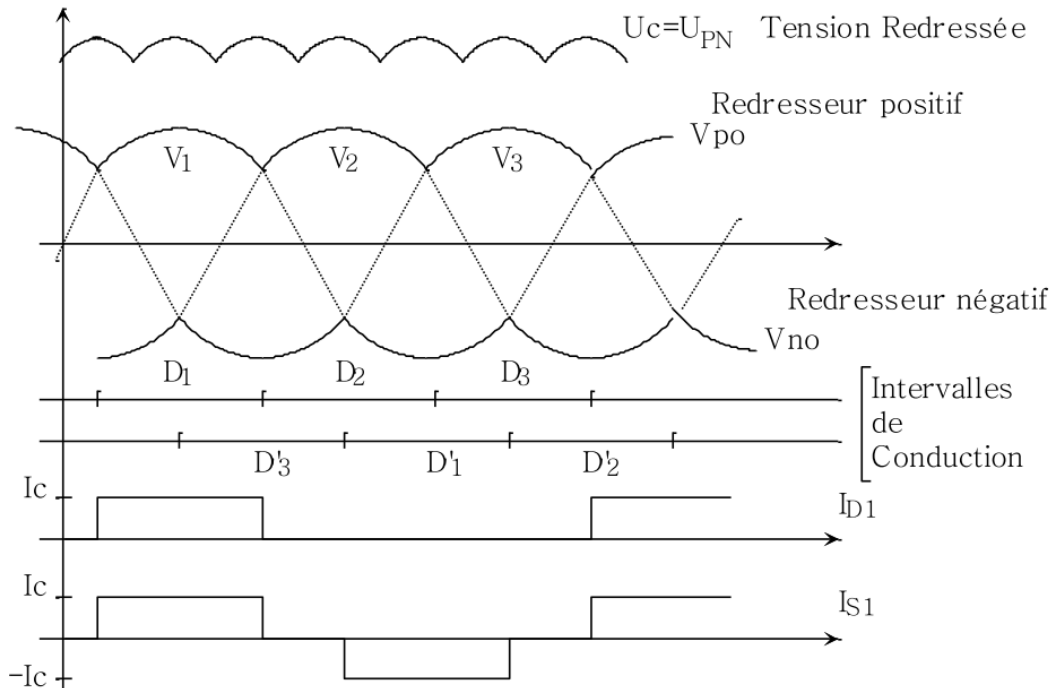 Uc=U_PN Tension Redressée
Redresseur positif
Vpo
V1 V2 V3
Redresseur négatif
Vno
D1 D2 D3
Intervalles
de
Conduction
D'3 D'1 D'2
Ic
I_D1
Ic
I_S1
-Ic